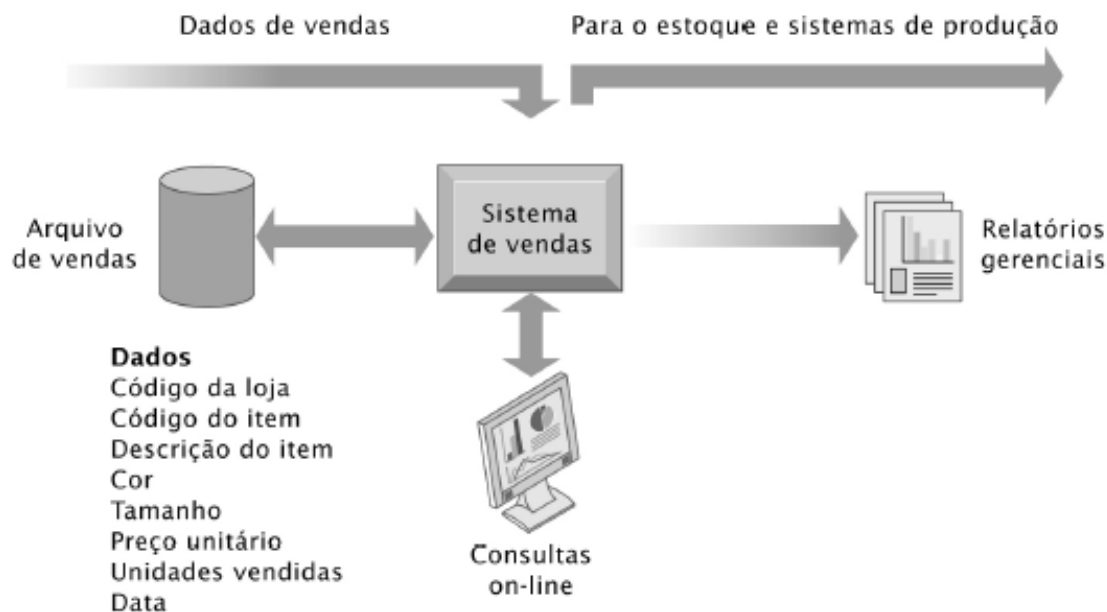 Dados de vendas
Para o estoque e sistemas de produção
Arquivo
de vendas
Sistema
de vendas
Relatórios
gerenciais
Dados
Código da loja
Código do item
Descrição do item
Cor
Tamanho
Preço unitário
Unidades vendidas
Data
Consultas
on-line